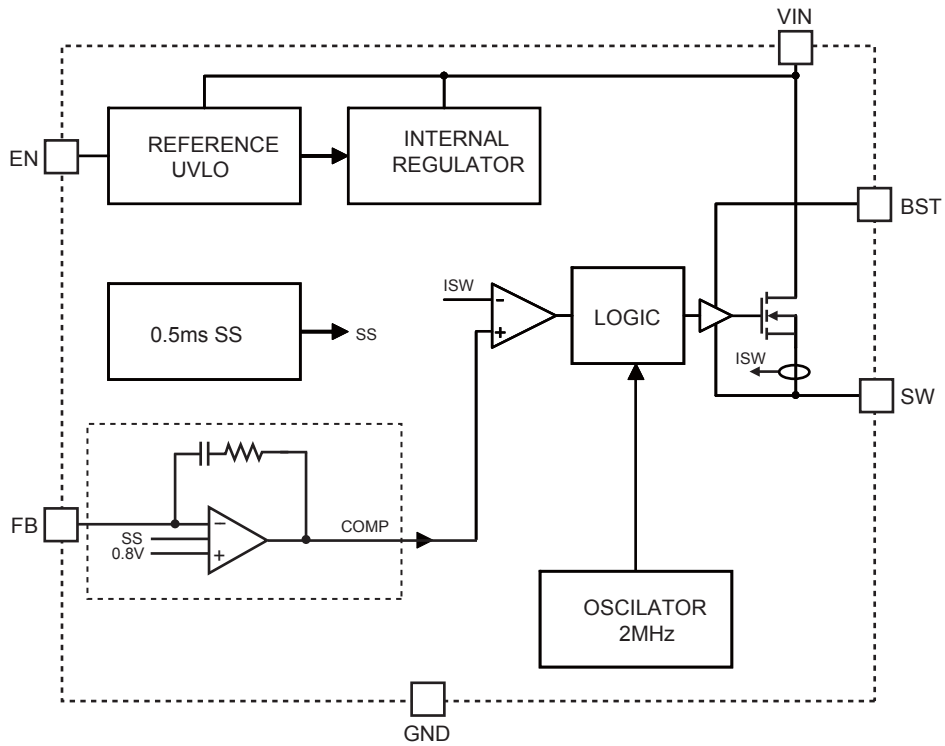 VIN
REFERENCE
UVLO
INTERNAL
REGULATOR
EN
BST
ISW
−
+
LOGIC
0.5ms SS
SS
ISW
SW
FB
SS
0.8V
−
+
COMP
OSCILATOR
2MHz
GND